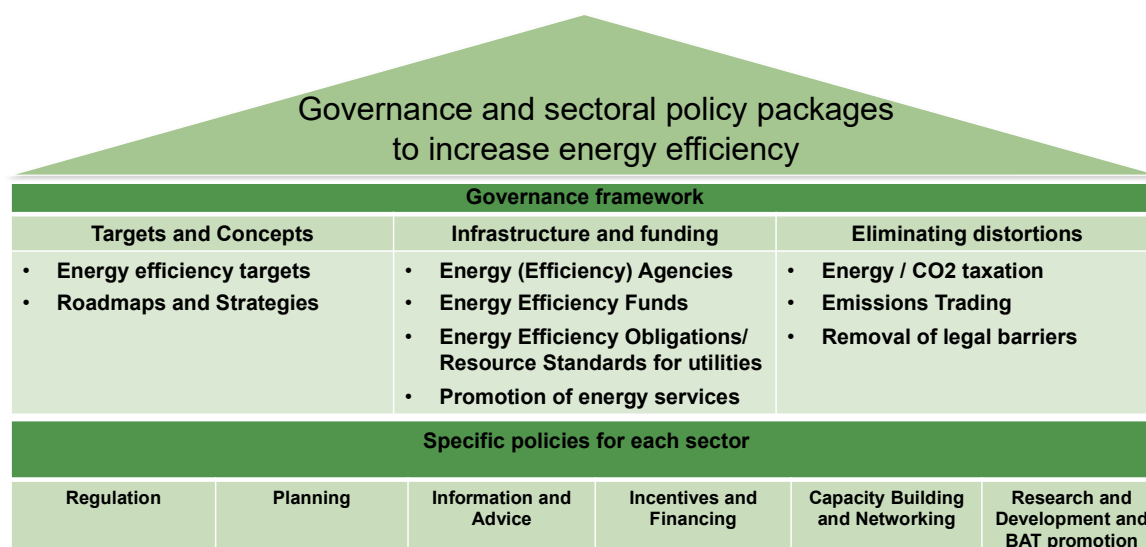 Governance and sectoral policy packages
to increase energy efficiency
Governance framework
Targets and Concepts
• Energy efficiency targets
• Roadmaps and Strategies
Infrastructure and funding
• Energy (Efficiency) Agencies
• Energy Efficiency Funds
• Energy Efficiency Obligations/
Resource Standards for utilities
• Promotion of energy services
Eliminating distortions
• Energy / CO2 taxation
• Emissions Trading
• Removal of legal barriers
Specific policies for each sector
Regulation
Planning
Information and
Advice
Incentives and
Financing
Capacity Building
and Networking
Research and
Development and
BAT promotion